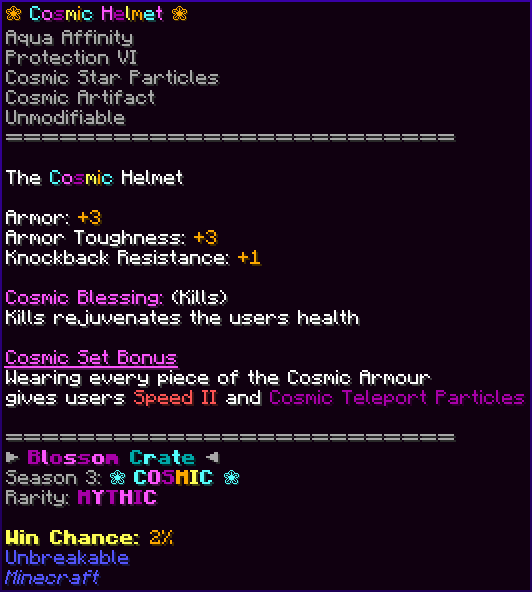 ❀ Cosmic Helmet ❀
Aqua Affinity
Protection VI
Cosmic Star Particles
Cosmic Artifact
Unmodifiable
=========================
The Cosmic Helmet
Armor: +3
Armor Toughness: +3
Knockback Resistance: +1
Cosmic Blessing: (Kills)
Kills rejuvenates the users health
Cosmic Set Bonus
Wearing every piece of the Cosmic Armour
gives users Speed II and Cosmic Teleport Particles
=========================
► Blossom Crate ◄
Season 3: ❀ COSMIC ❀
Rarity: MYTHIC
Win Chance: 2%
Unbreakable
Minecraft